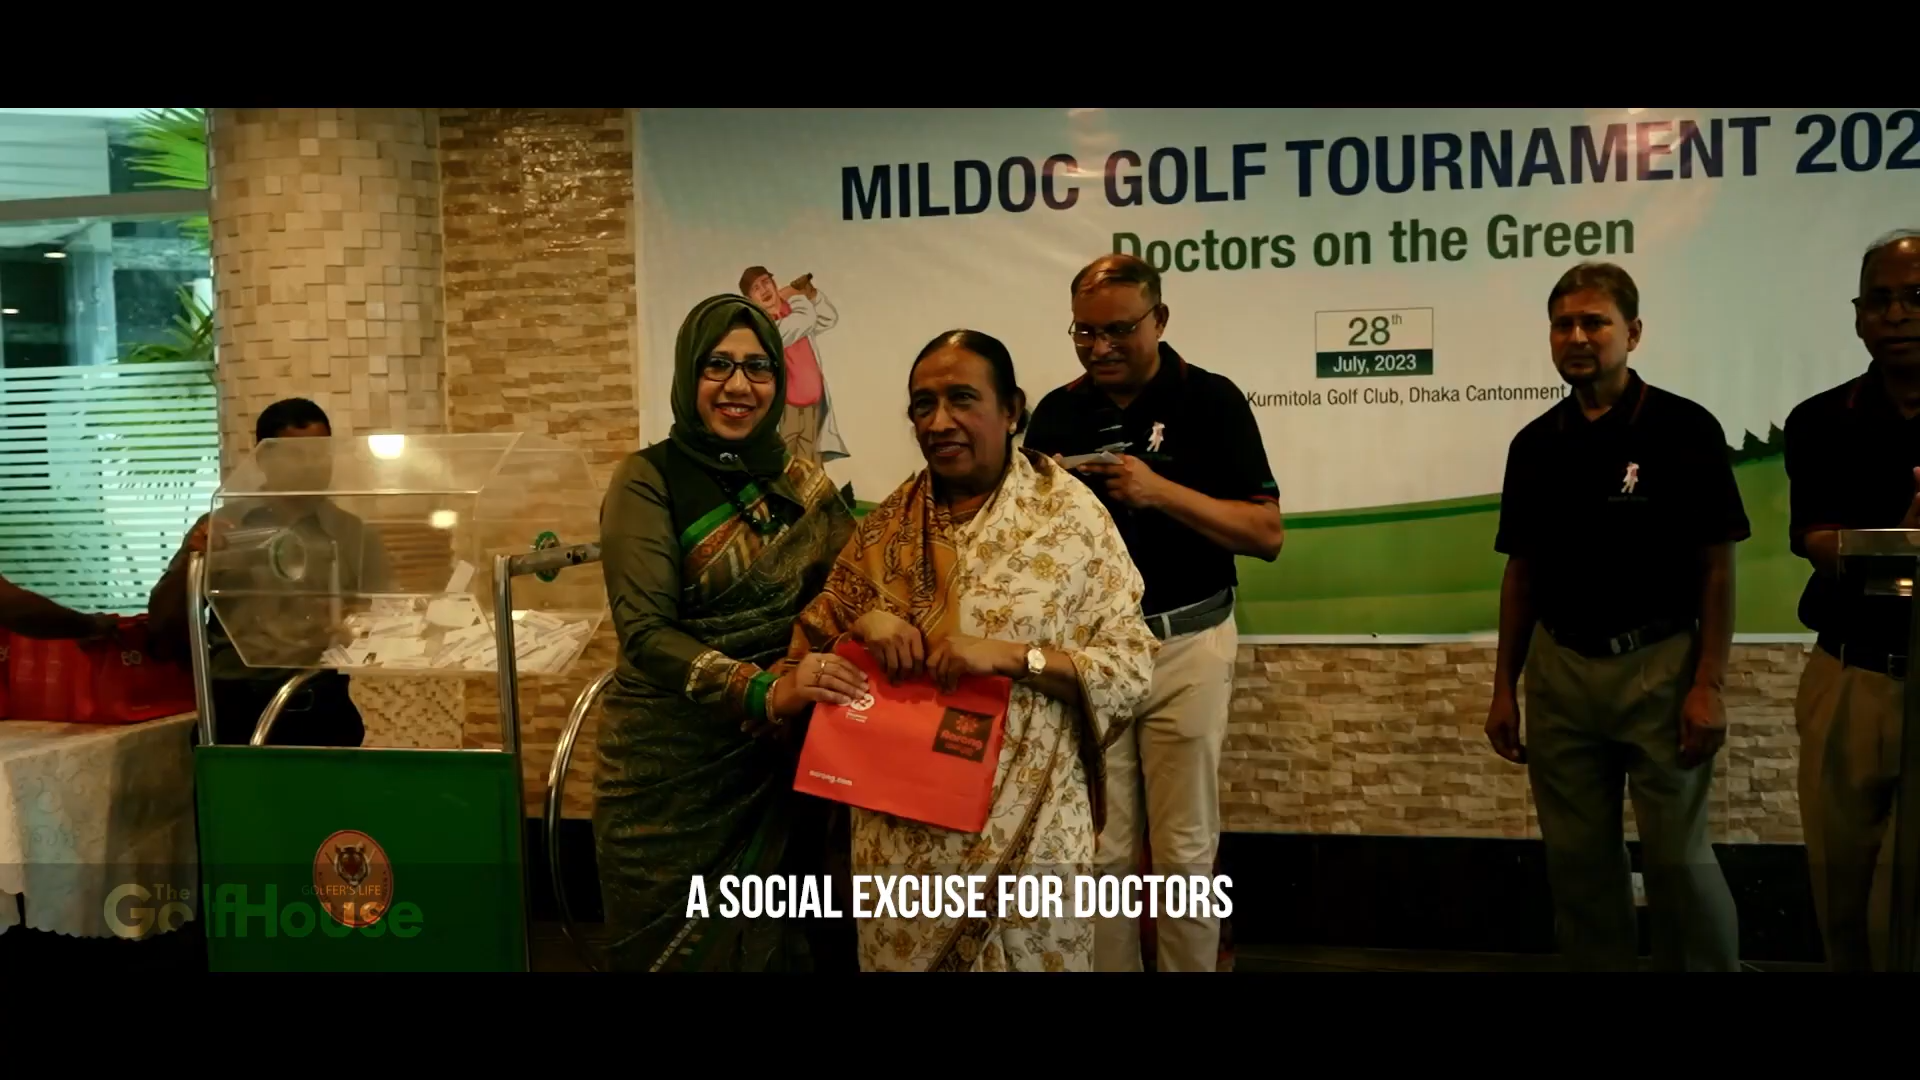 MILDOC GOLF TOURNAMENT 202
Doctors on the Green
28th
July, 2023
Kurmitola Golf Club, Dhaka Cantonment
Aarong
aarong.com
GOLFER'S LIFE
The
GolfHouse
A SOCIAL EXCUSE FOR DOCTORS